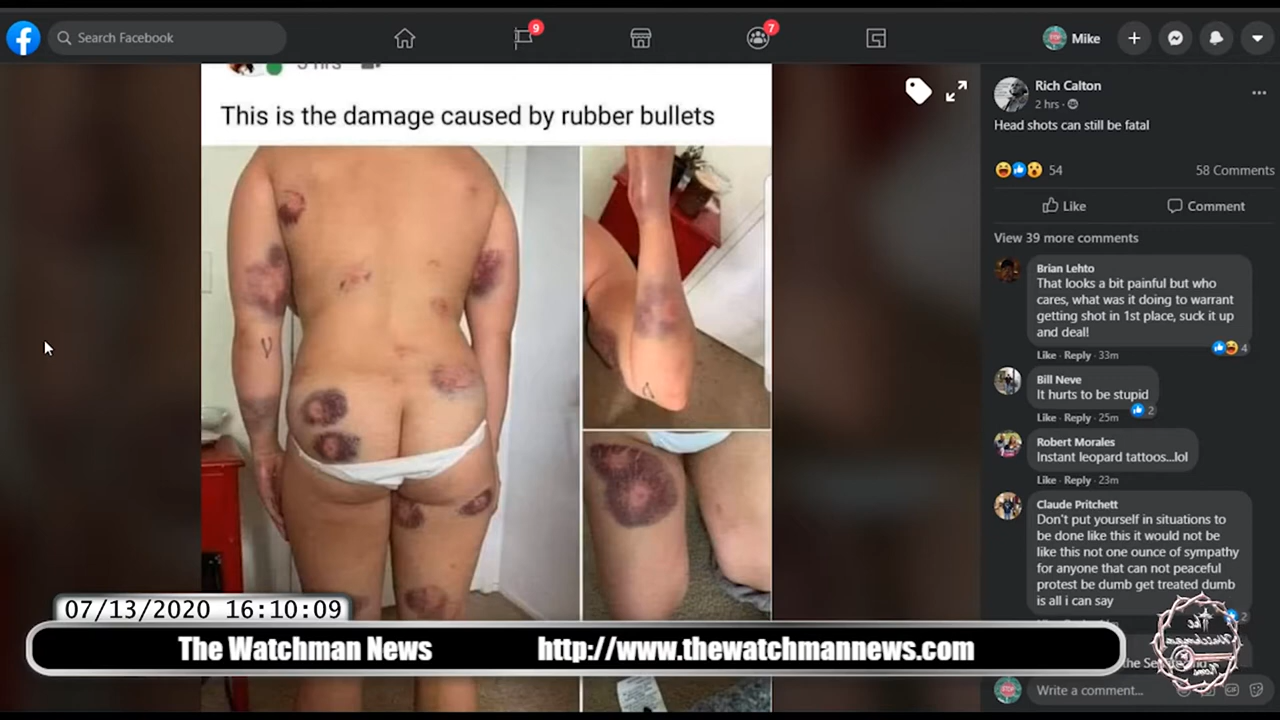 Search Facebook
9
7
Mike
This is the damage caused by rubber bullets
Rich Calton
2 hrs ·
Head shots can still be fatal
54
58 Comments
Like
Comment
View 39 more comments
Brian Lehto
That looks a bit painful but who
cares, what was it doing to warrant
getting shot in 1st place, suck it up
and deal!
4
Like · Reply · 33m
Bill Neve
It hurts to be stupid
2
Like · Reply · 25m
Robert Morales
Instant leopard tattoos...lol
Like · Reply · 23m
Claude Pritchett
Don't put yourself in situations to
be done like this it would not be
like this not one ounce of sympathy
for anyone that can not peaceful
protest be dumb get treated dumb
is all i can say
2
Write a comment...
07/13/2020 16:10:09
The Watchman News http://www.thewatchmannews.com
The
Watchman
News